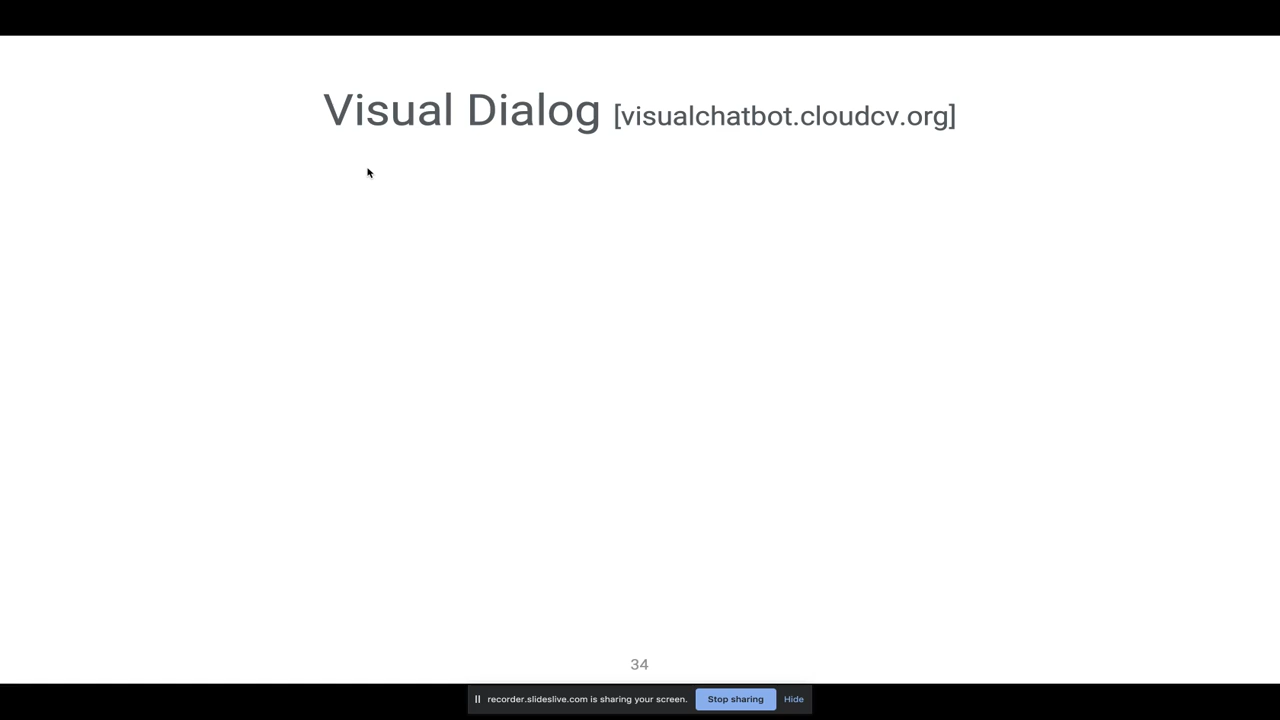 Visual Dialog [visualchatbot.cloudcv.org]
34
recorder.slideslive.com is sharing your screen. Stop sharing Hide